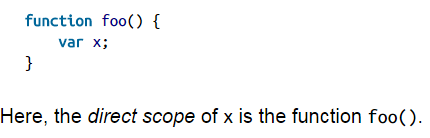 function foo() {
    var x;
}
Here, the direct scope of x is the function foo().